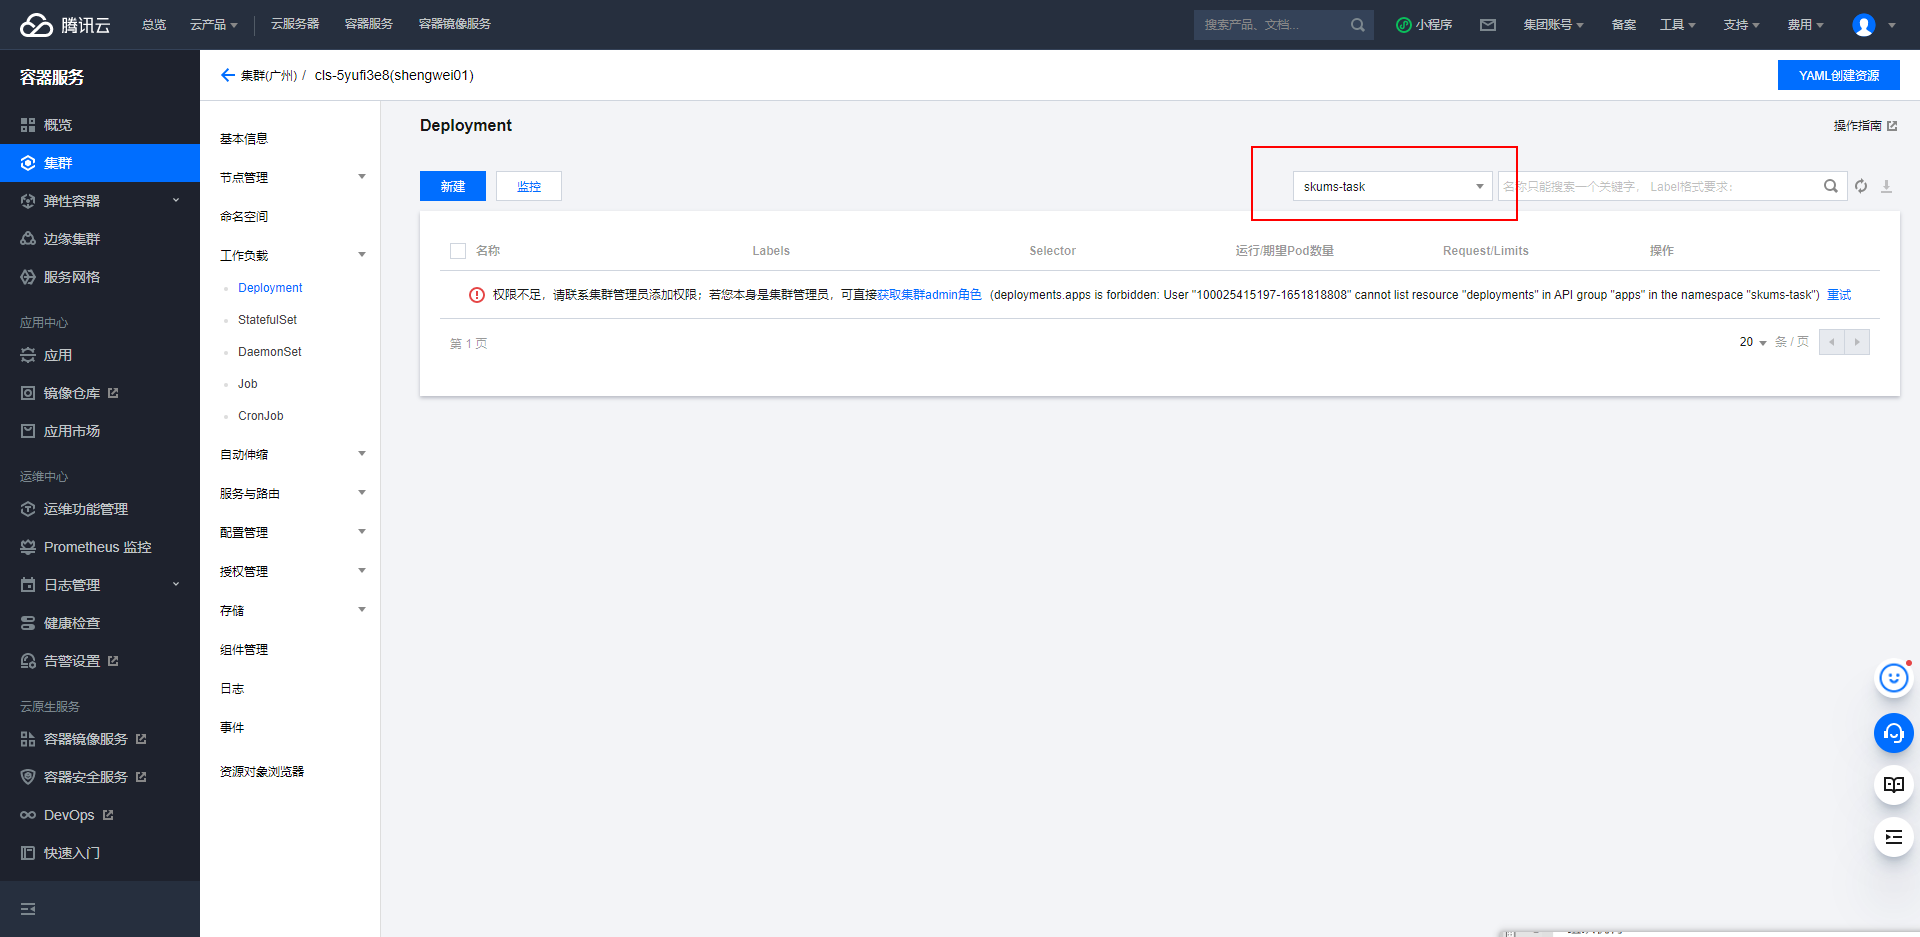 腾讯云
总览
云产品
云服务器
容器服务
容器镜像服务
搜索产品、文档...
小程序
集团账号
备案
工具
支持
费用
容器服务
概览
集群
弹性容器
边缘集群
服务网格
应用中心
应用
镜像仓库
应用市场
运维中心
运维功能管理
Prometheus 监控
日志管理
健康检查
告警设置
云原生服务
容器镜像服务
容器安全服务
DevOps
快速入门
集群(广州) / cls-5yufi3e8(shengwei01)
YAML创建资源
基本信息
节点管理
命名空间
工作负载
Deployment
StatefulSet
DaemonSet
Job
CronJob
自动伸缩
服务与路由
配置管理
授权管理
存储
组件管理
日志
事件
资源对象浏览器
Deployment
操作指南
新建
监控
skums-task
名称只能搜索一个关键字， Label格式要求：
名称
Labels
Selector
运行/期望Pod数量
Request/Limits
操作
权限不足，请联系集群管理员添加权限；若您本身是集群管理员，可直接获取集群admin角色（deployments.apps is forbidden: User "100025415197-1651818808" cannot list resource "deployments" in API group "apps" in the namespace "skums-task"）重试
第 1 页
20 条 / 页